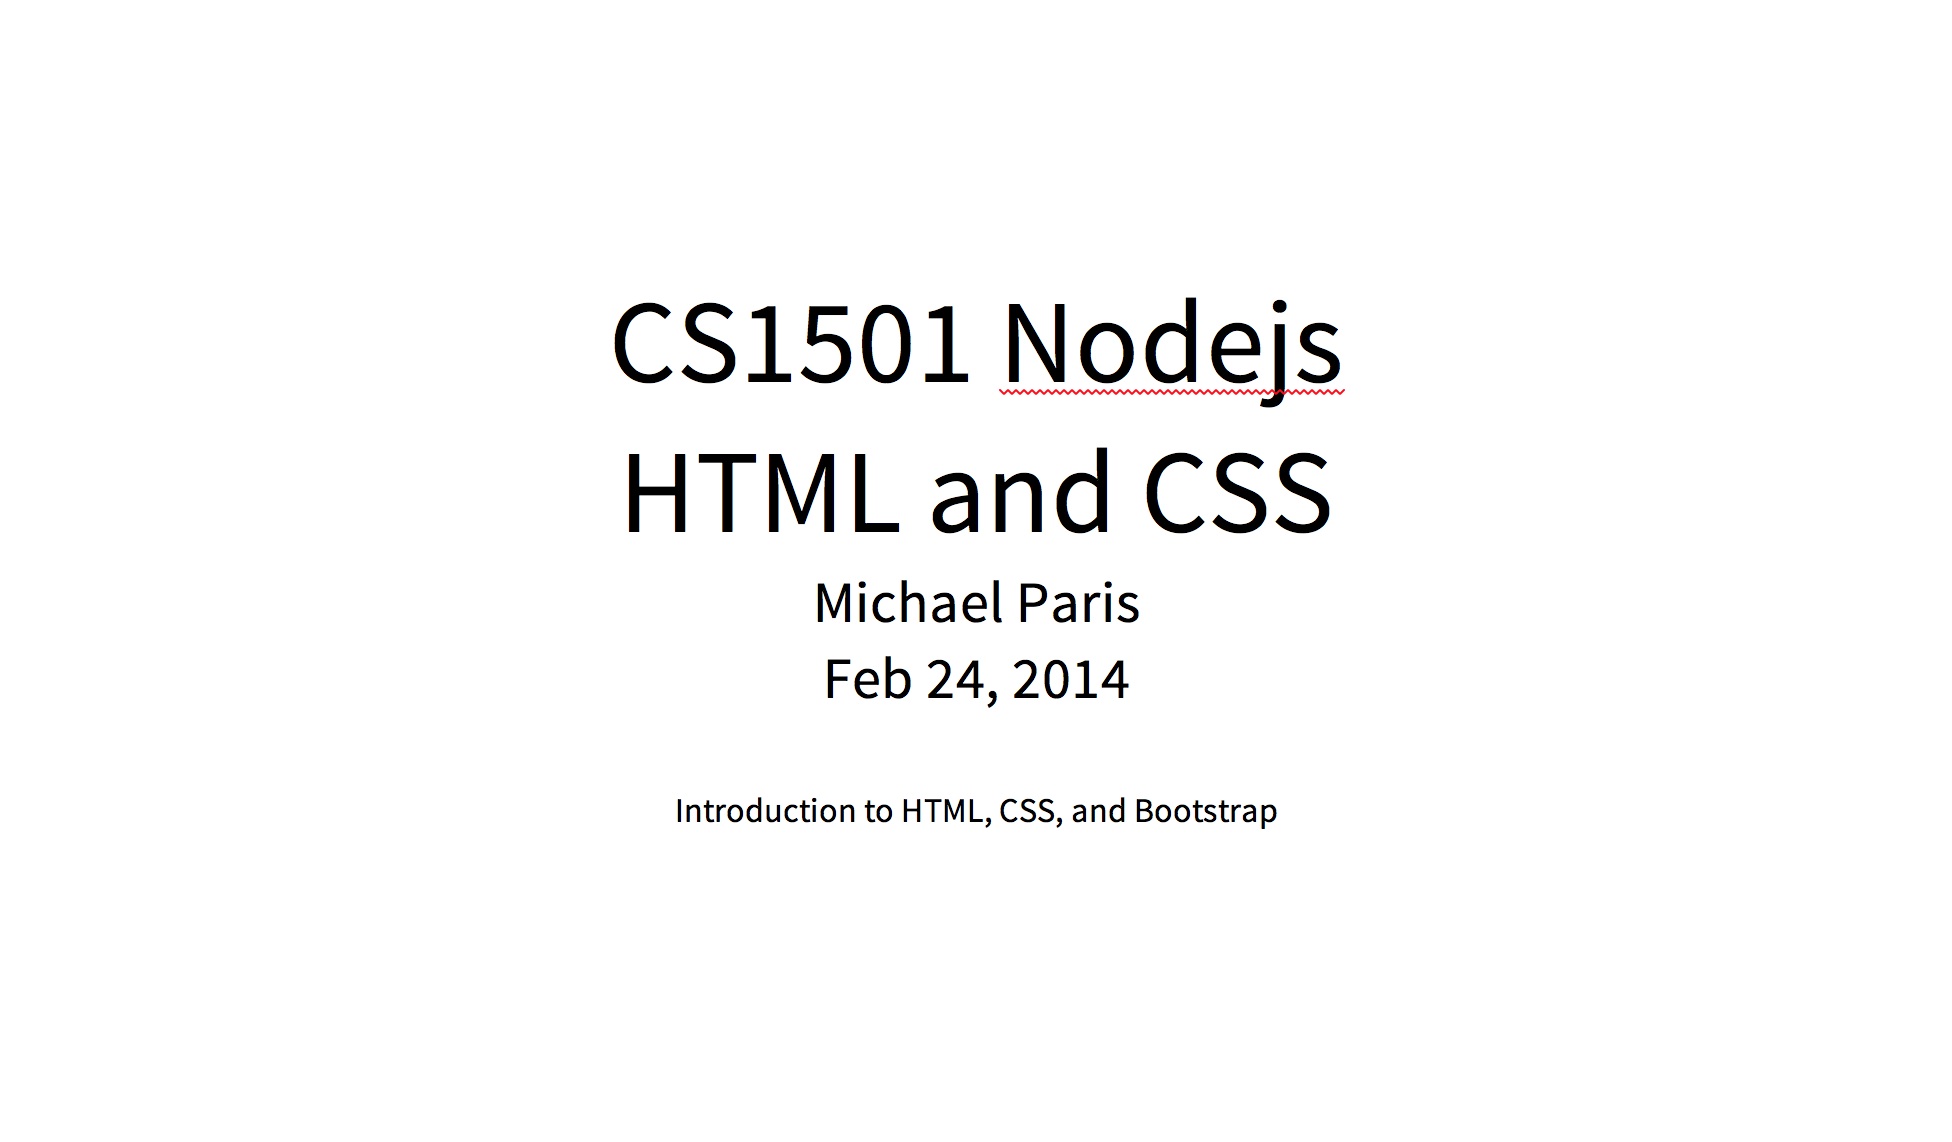 CS1501 Nodejs
HTML and CSS
Michael Paris
Feb 24, 2014
Introduction to HTML, CSS, and Bootstrap